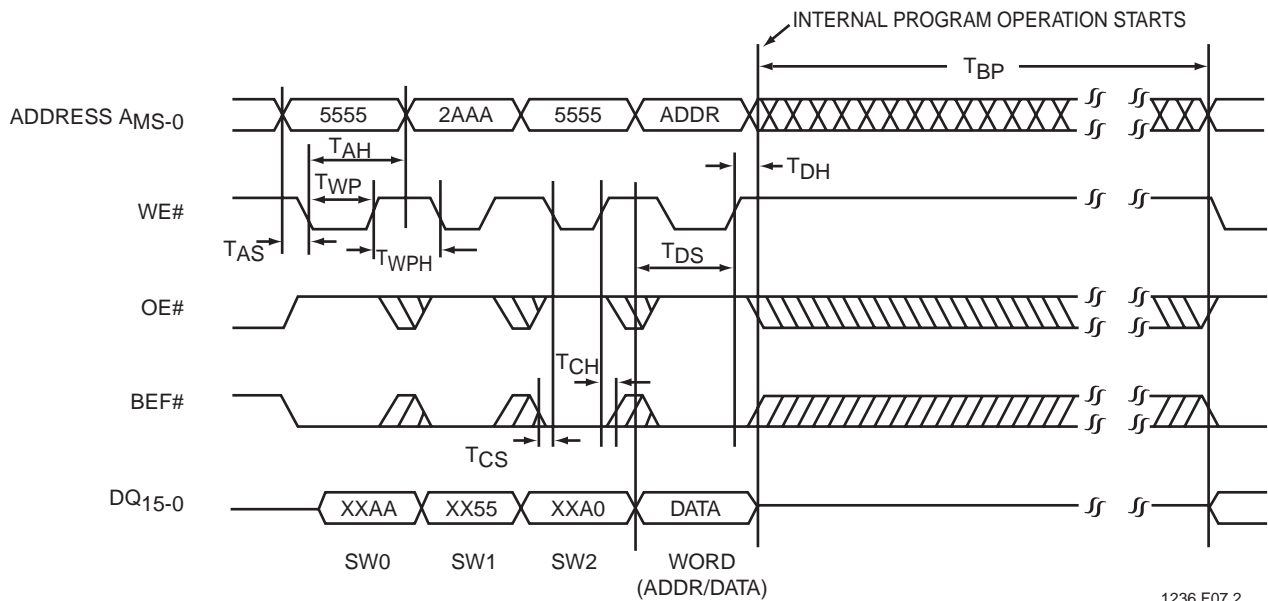 INTERNAL PROGRAM OPERATION STARTS
TBP
ADDRESS AMS-0
5555 2AAA 5555 ADDR
TAH
TDH
TWP
WE#
TAS
TWPH
TDS
OE#
TCH
BEF#
TCS
DQ15-0
XXAA XX55 XXA0 DATA
SW0 SW1 SW2 WORD
(ADDR/DATA)
1236 F07.2